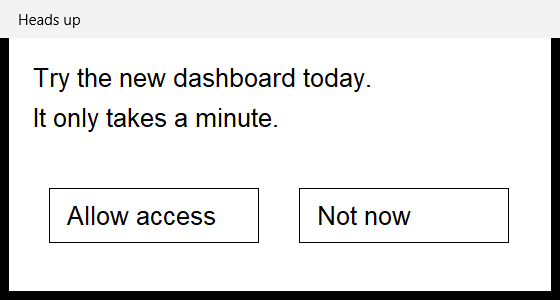 Heads up
Try the new dashboard today.
It only takes a minute.
Allow access
Not now